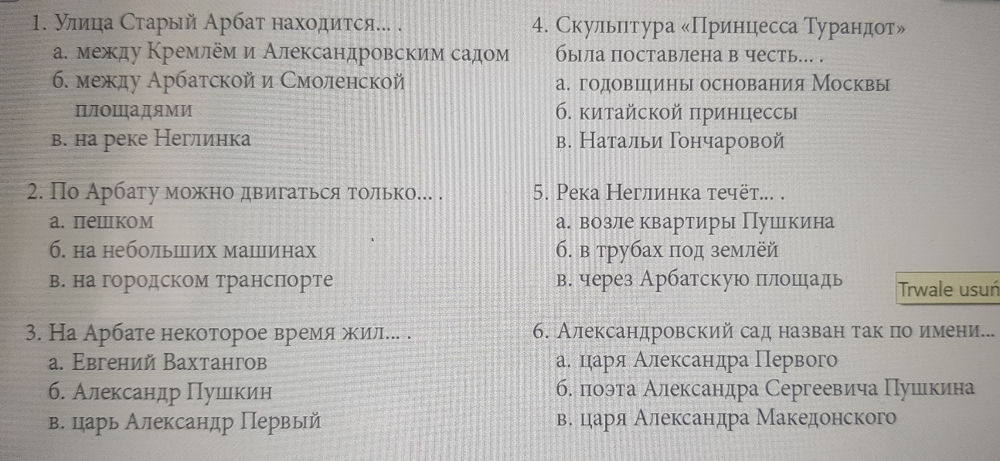 1. Улица Старый Арбат находится... .
а. между Кремлём и Александровским садом
б. между Арбатской и Смоленской
площадями
в. на реке Неглинка
2. По Арбату можно двигаться только... .
а. пешком
б. на небольших машинах
в. на городском транспорте
3. На Арбате некоторое время жил... .
а. Евгений Вахтангов
б. Александр Пушкин
в. царь Александр Первый
4. Скульптура «Принцесса Турандот»
была поставлена в честь... .
а. годовщины основания Москвы
б. китайской принцессы
в. Натальи Гончаровой
5. Река Неглинка течёт... .
а. возле квартиры Пушкина
б. в трубах под землёй
в. через Арбатскую площадь
6. Александровский сад назван так по имени...
а. царя Александра Первого
б. поэта Александра Сергеевича Пушкина
в. царя Александра Македонского
Trwale usuń